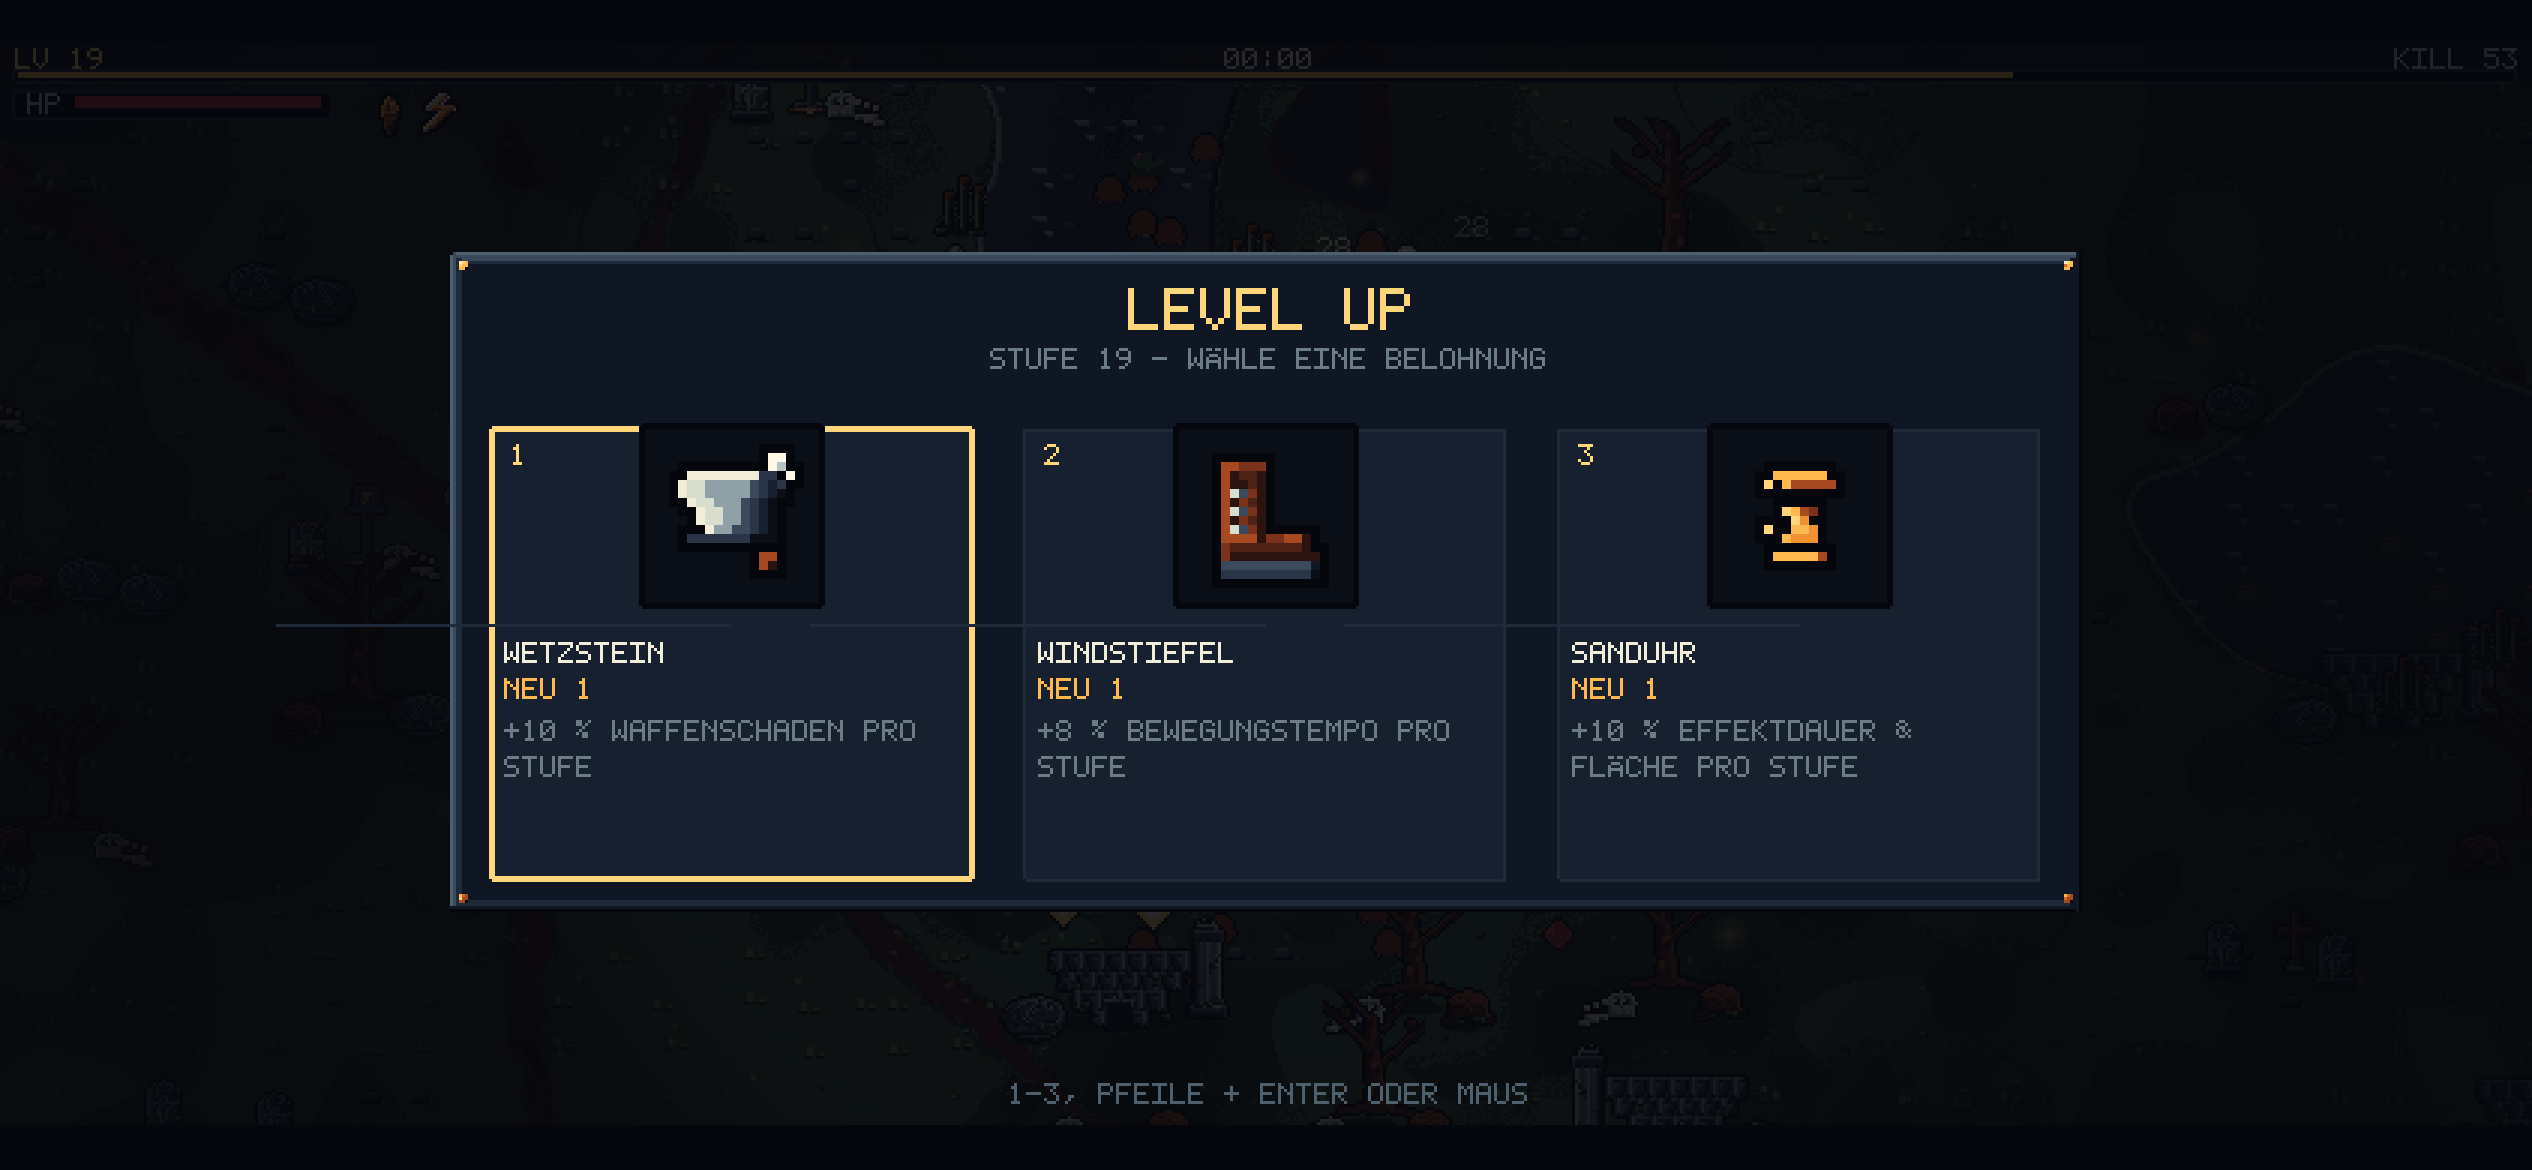 LV 19
00:00
KILL 53
HP
28
28
LEVEL UP
STUFE 19 - WÄHLE EINE BELOHNUNG
1
2
3
WETZSTEIN
NEU 1
+10 % WAFFENSCHADEN PRO
STUFE
WINDSTIEFEL
NEU 1
+8 % BEWEGUNGSTEMPO PRO
STUFE
SANDUHR
NEU 1
+10 % EFFEKTDAUER &
FLÄCHE PRO STUFE
1-3, PFEILE + ENTER ODER MAUS